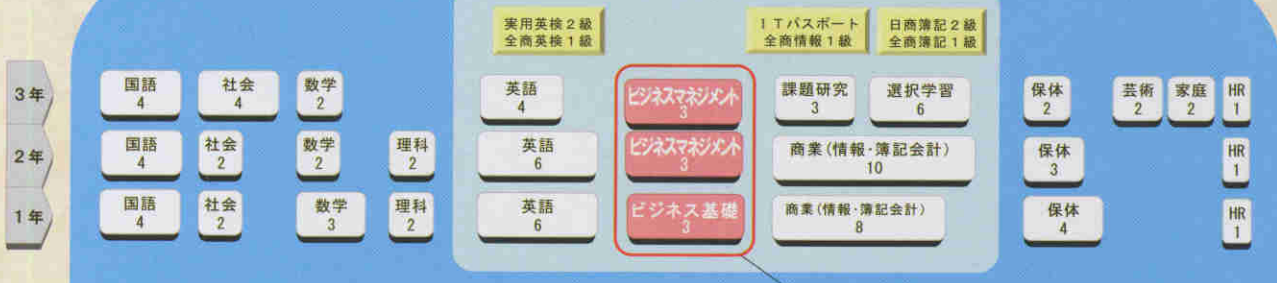 実用英検2級
全商英検1級
ITパスポート
全商情報1級
日商簿記2級
全商簿記1級
3年
国語
4
社会
4
数学
2
英語
4
ビジネスマネジメント
3
課題研究
3
選択学習
6
保体
2
芸術
2
家庭
2
HR
1
2年
国語
4
社会
2
数学
2
理科
2
英語
6
ビジネスマネジメント
3
商業(情報・簿記会計)
10
保体
3
HR
1
1年
国語
4
社会
2
数学
3
理科
2
英語
6
ビジネス基礎
3
商業(情報・簿記会計)
8
保体
4
HR
1